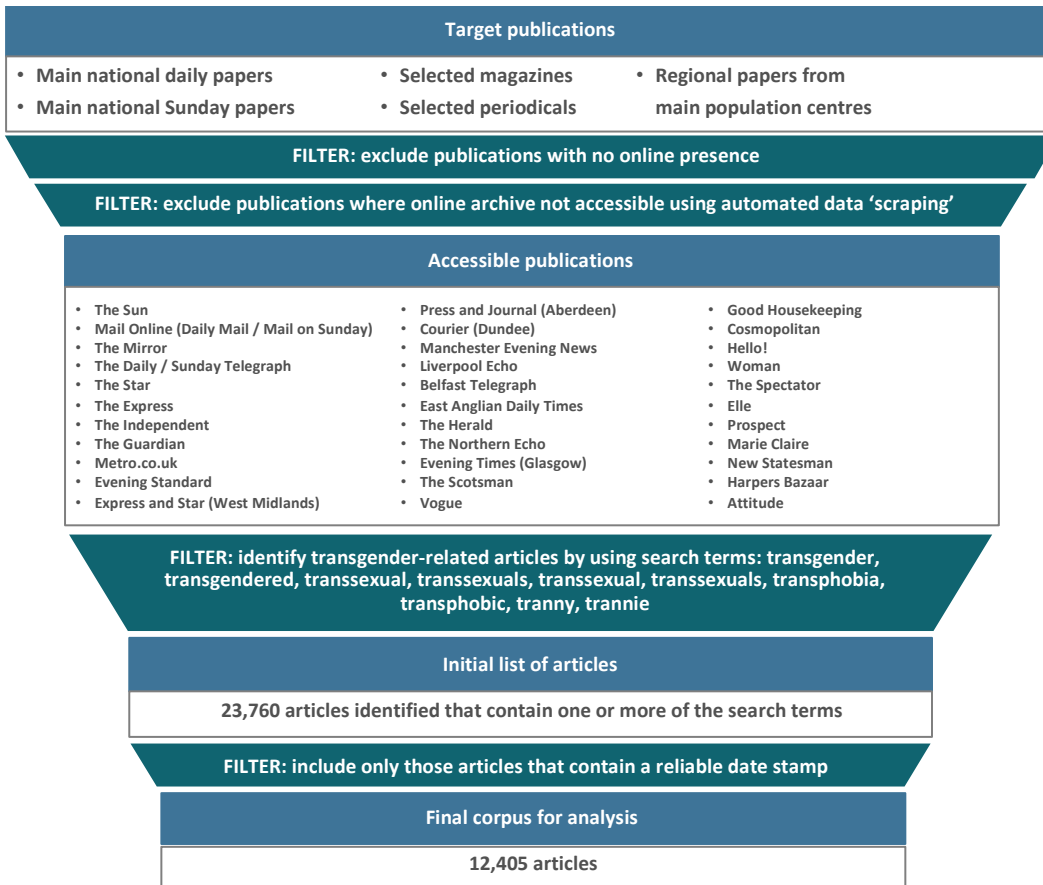 Target publications
• Main national daily papers
• Main national Sunday papers
• Selected magazines
• Selected periodicals
• Regional papers from
main population centres
FILTER: exclude publications with no online presence
FILTER: exclude publications where online archive not accessible using automated data ‘scraping’
Accessible publications
• The Sun
• Mail Online (Daily Mail / Mail on Sunday)
• The Mirror
• The Daily / Sunday Telegraph
• The Star
• The Express
• The Independent
• The Guardian
• Metro.co.uk
• Evening Standard
• Express and Star (West Midlands)
• Press and Journal (Aberdeen)
• Courier (Dundee)
• Manchester Evening News
• Liverpool Echo
• Belfast Telegraph
• East Anglian Daily Times
• The Herald
• The Northern Echo
• Evening Times (Glasgow)
• The Scotsman
• Vogue
• Good Housekeeping
• Cosmopolitan
• Hello!
• Woman
• The Spectator
• Elle
• Prospect
• Marie Claire
• New Statesman
• Harpers Bazaar
• Attitude
FILTER: identify transgender-related articles by using search terms: transgender,
transgendered, transsexual, transsexuals, transsexual, transsexuals, transphobia,
transphobic, tranny, trannie
Initial list of articles
23,760 articles identified that contain one or more of the search terms
FILTER: include only those articles that contain a reliable date stamp
Final corpus for analysis
12,405 articles